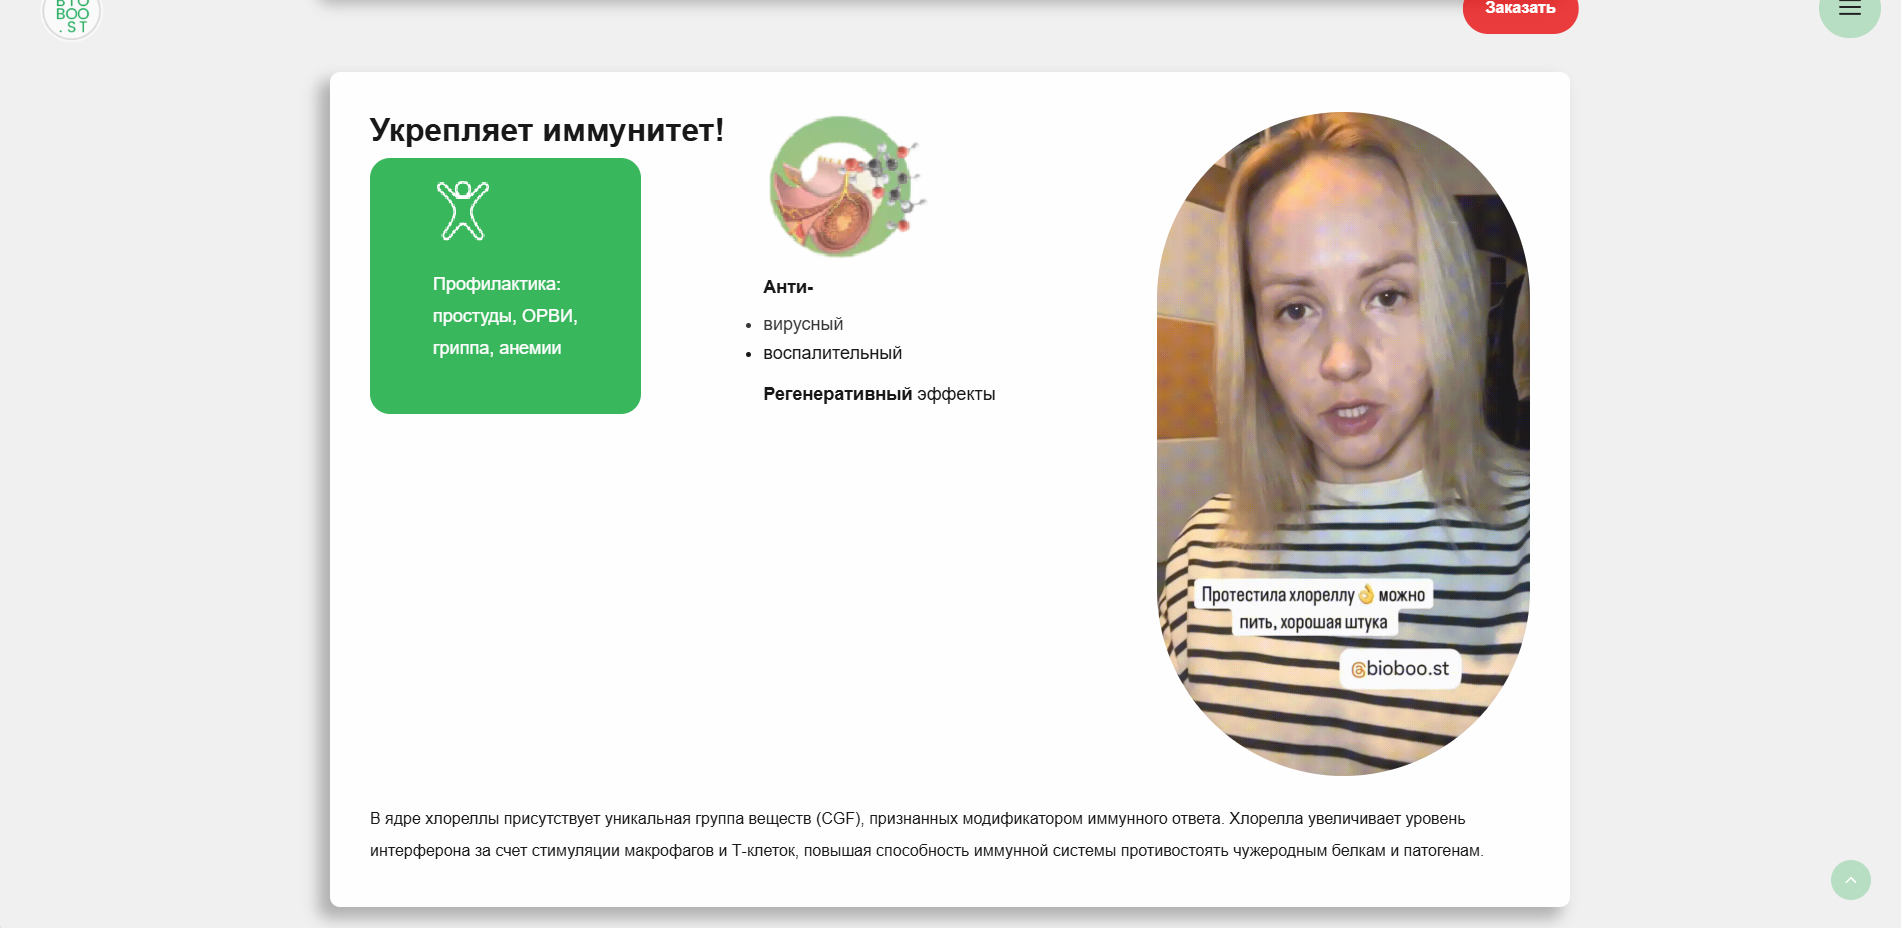 BIO
BOO
.ST
Заказать
Укрепляет иммунитет!
Профилактика:
простуды, ОРВИ,
гриппа, анемии
Анти-
• вирусный
• воспалительный
Регенеративный эффекты
Протестила хлореллу👌можно
пить, хорошая штука
@bioboo.st
В ядре хлореллы присутствует уникальная группа веществ (CGF), признанных модификатором иммунного ответа. Хлорелла увеличивает уровень
интерферона за счет стимуляции макрофагов и Т-клеток, повышая способность иммунной системы противостоять чужеродным белкам и патогенам.